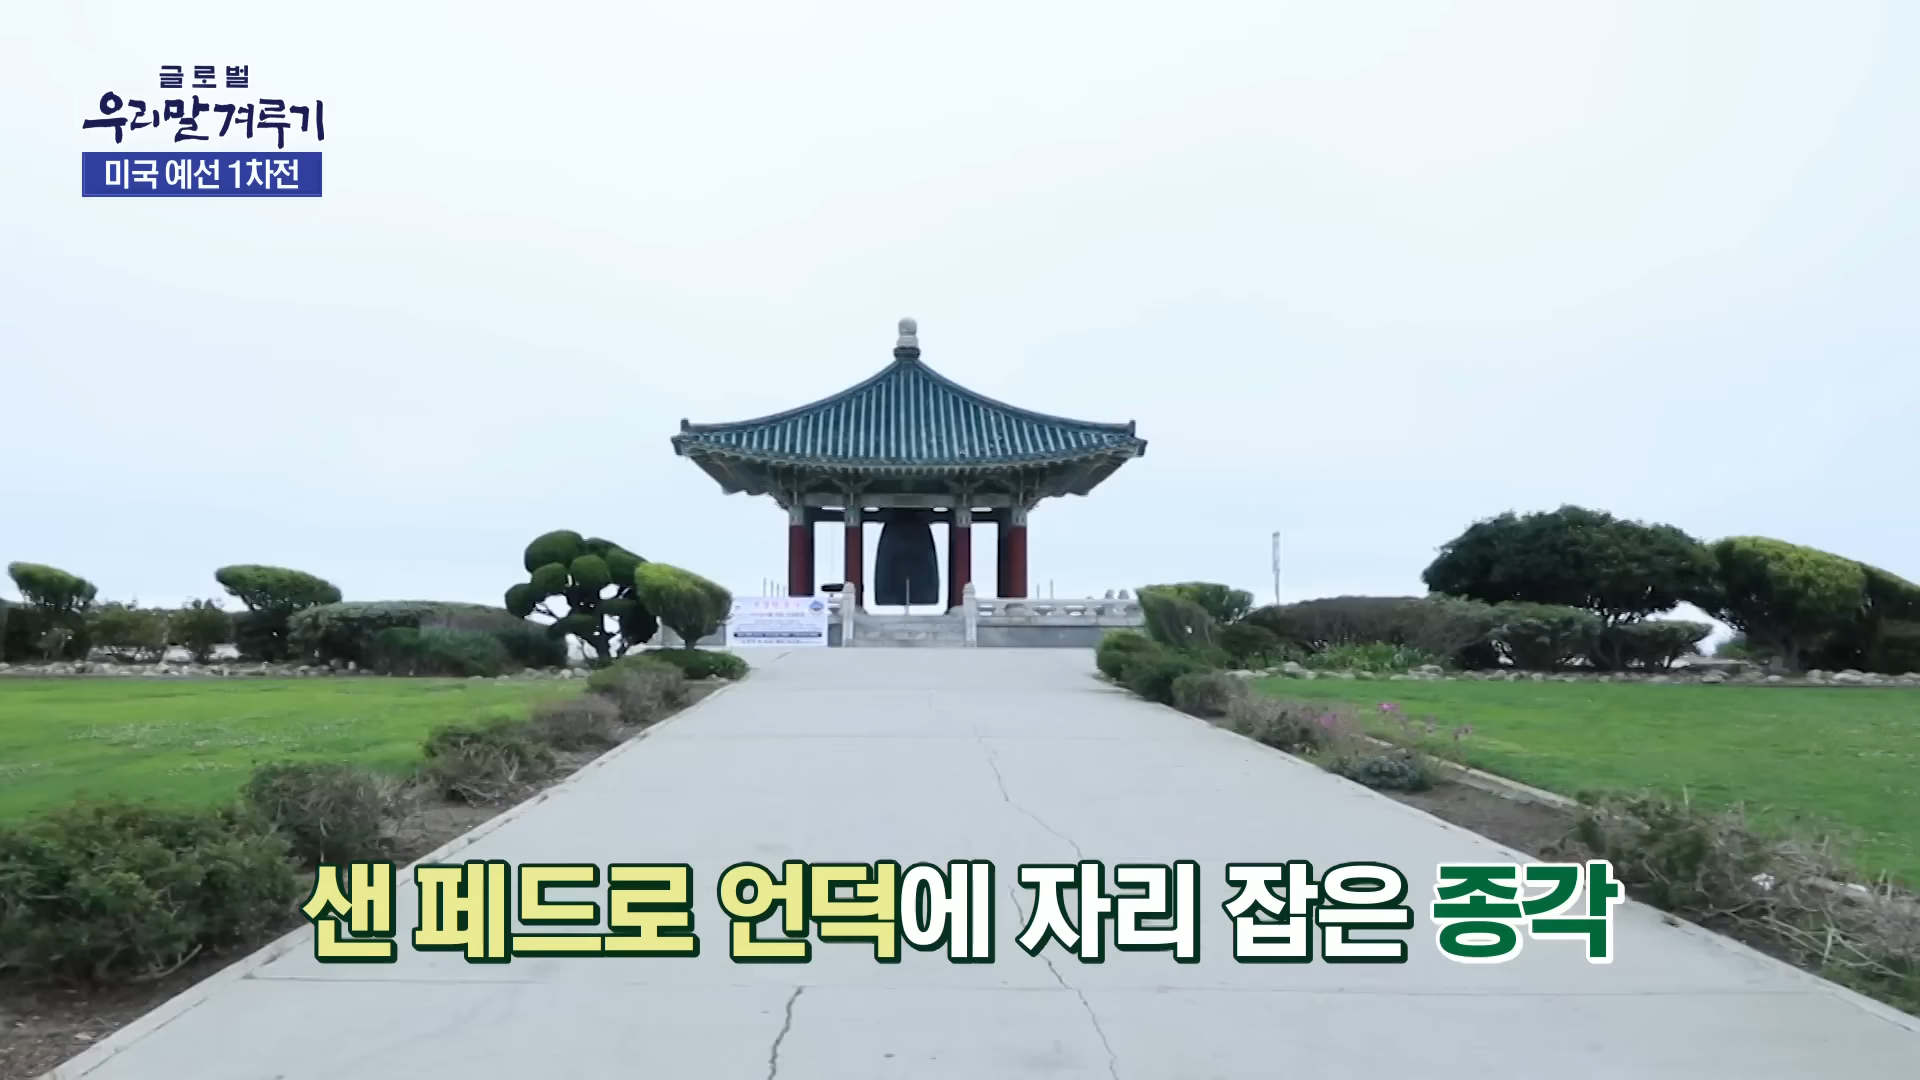 글로벌
우리말 겨루기
미국 예선 1차전
샌 페드로 언덕에 자리 잡은 종각